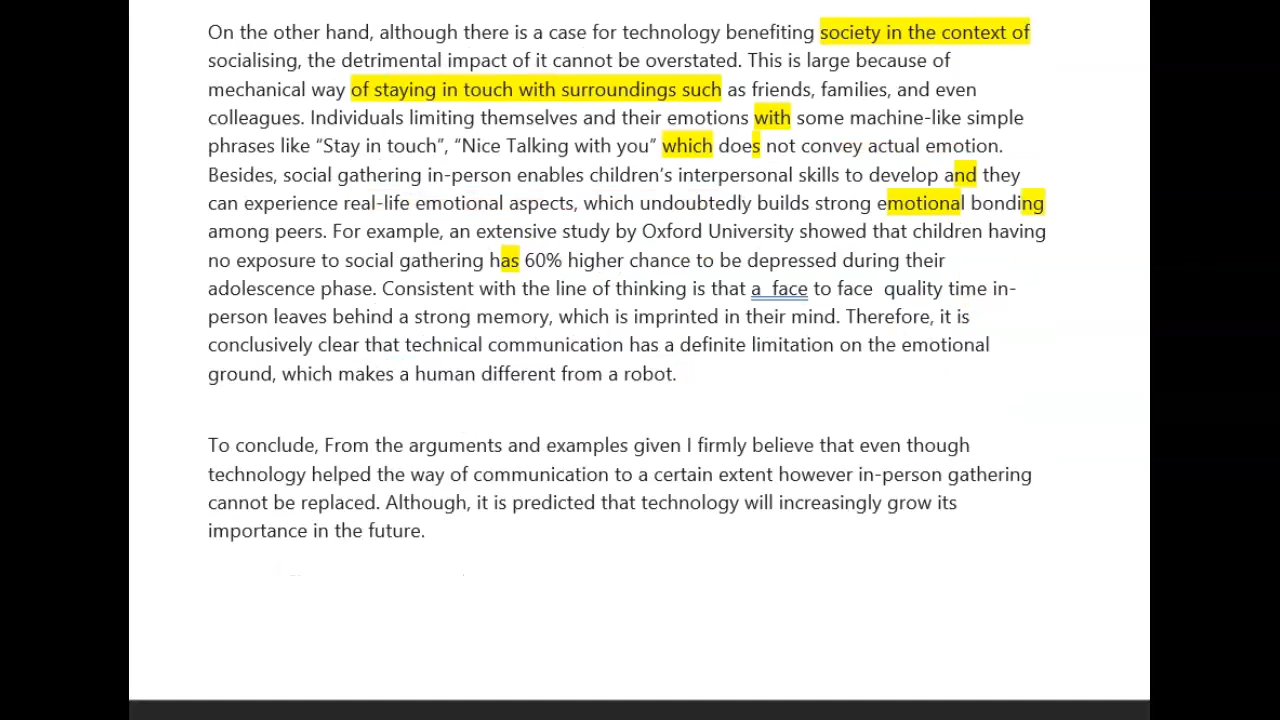 On the other hand, although there is a case for technology benefiting society in the context of
socialising, the detrimental impact of it cannot be overstated. This is large because of
mechanical way of staying in touch with surroundings such as friends, families, and even
colleagues. Individuals limiting themselves and their emotions with some machine-like simple
phrases like “Stay in touch”, “Nice Talking with you” which does not convey actual emotion.
Besides, social gathering in-person enables children’s interpersonal skills to develop and they
can experience real-life emotional aspects, which undoubtedly builds strong emotional bonding
among peers. For example, an extensive study by Oxford University showed that children having
no exposure to social gathering has 60% higher chance to be depressed during their
adolescence phase. Consistent with the line of thinking is that a  face to face  quality time in-
person leaves behind a strong memory, which is imprinted in their mind. Therefore, it is
conclusively clear that technical communication has a definite limitation on the emotional
ground, which makes a human different from a robot.
To conclude, From the arguments and examples given I firmly believe that even though
technology helped the way of communication to a certain extent however in-person gathering
cannot be replaced. Although, it is predicted that technology will increasingly grow its
importance in the future.